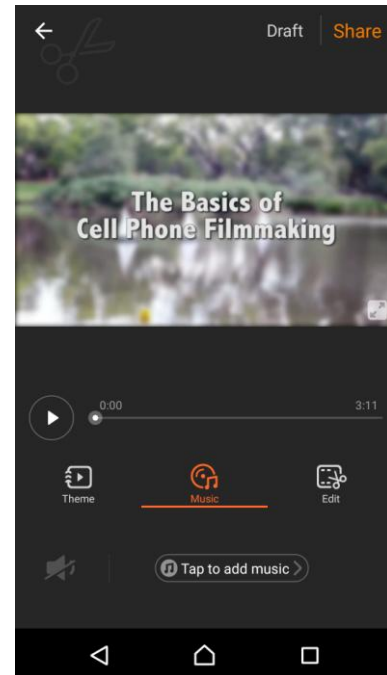 Draft
Share
The Basics of
Cell Phone Filmmaking
0:00
3:11
Theme
Music
Edit
Tap to add music